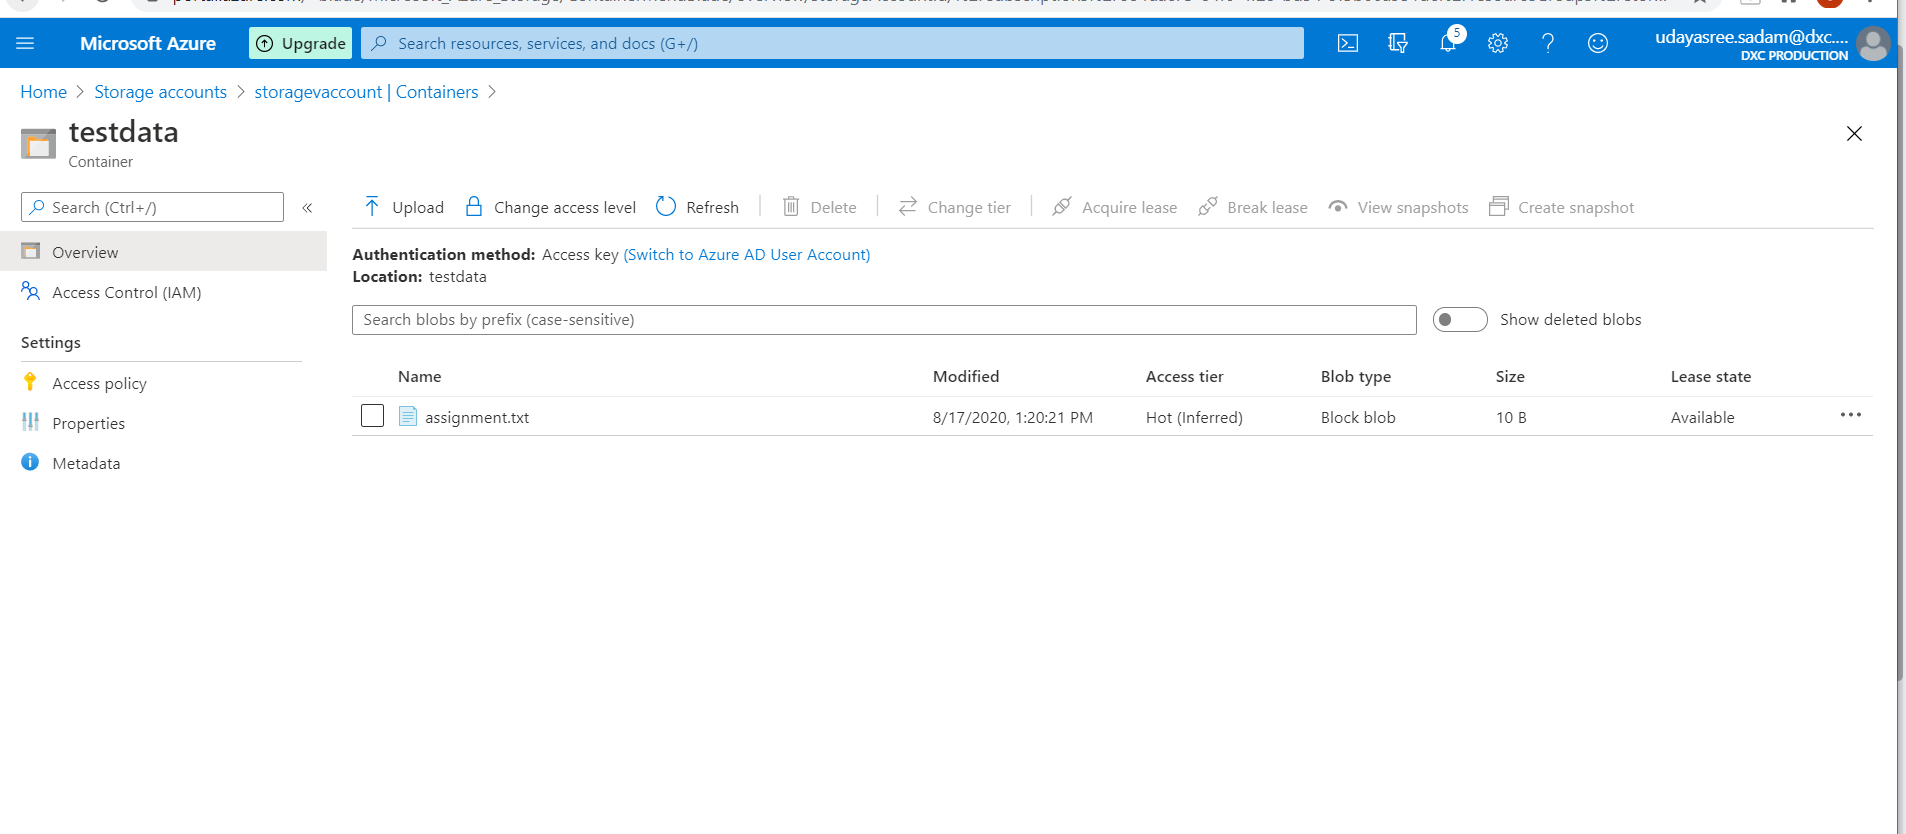 Microsoft Azure
Upgrade
Search resources, services, and docs (G+/)
5
udayasree.sadam@dxc....
DXC PRODUCTION
Home > Storage accounts > storagevaccount | Containers >
testdata
Container
Search (Ctrl+/)
«
Upload
Change access level
Refresh
Delete
Change tier
Acquire lease
Break lease
View snapshots
Create snapshot
Overview
Access Control (IAM)
Settings
Access policy
Properties
Metadata
Authentication method: Access key (Switch to Azure AD User Account)
Location: testdata
Search blobs by prefix (case-sensitive)
Show deleted blobs
Name Modified Access tier Blob type Size Lease state
assignment.txt 8/17/2020, 1:20:21 PM Hot (Inferred) Block blob 10 B Available